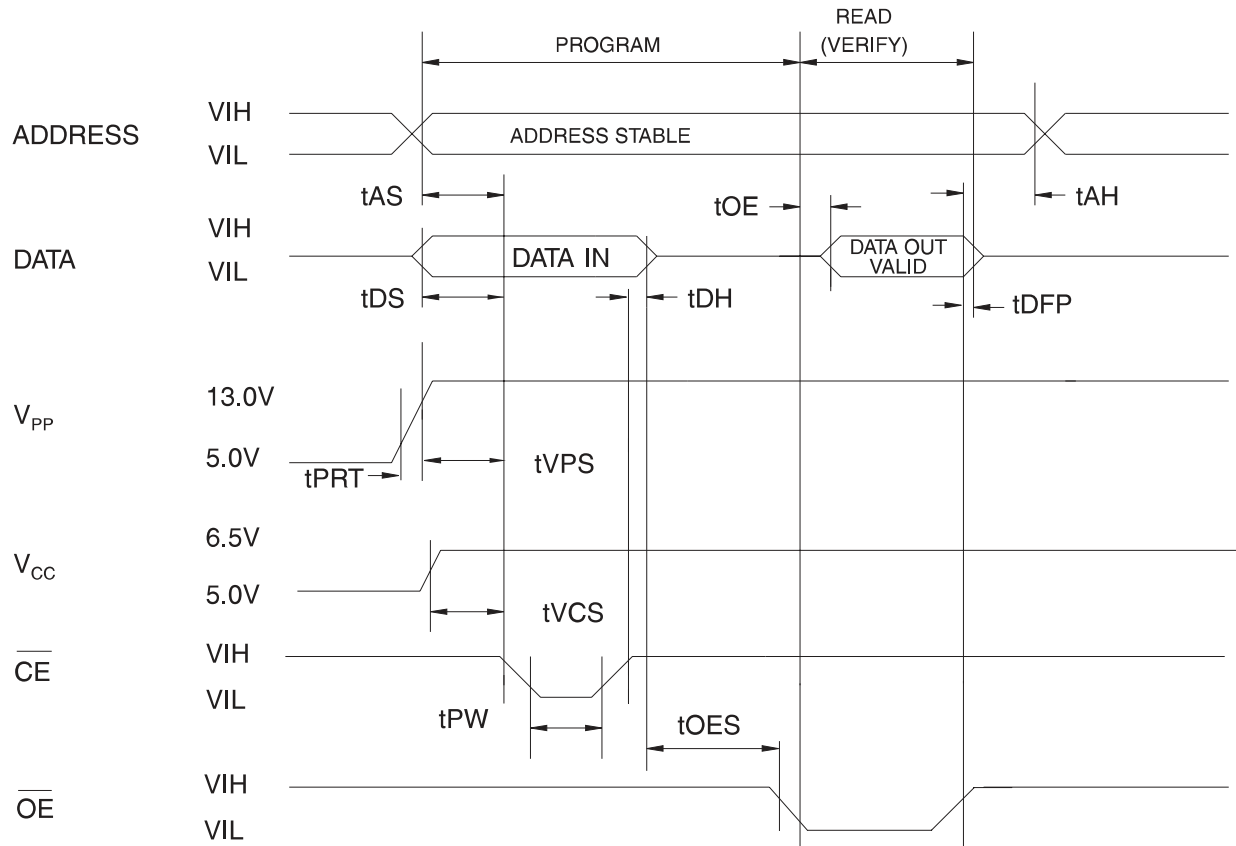 READ
PROGRAM (VERIFY)
ADDRESS VIH
VIL
ADDRESS STABLE
tAS
tOE
tAH
DATA VIH
VIL
DATA IN
DATA OUT
VALID
tDS
tDH
tDFP
VPP 13.0V
5.0V
tPRT
tVPS
VCC 6.5V
5.0V
tVCS
CE VIH
VIL
tPW
tOES
OE VIH
VIL